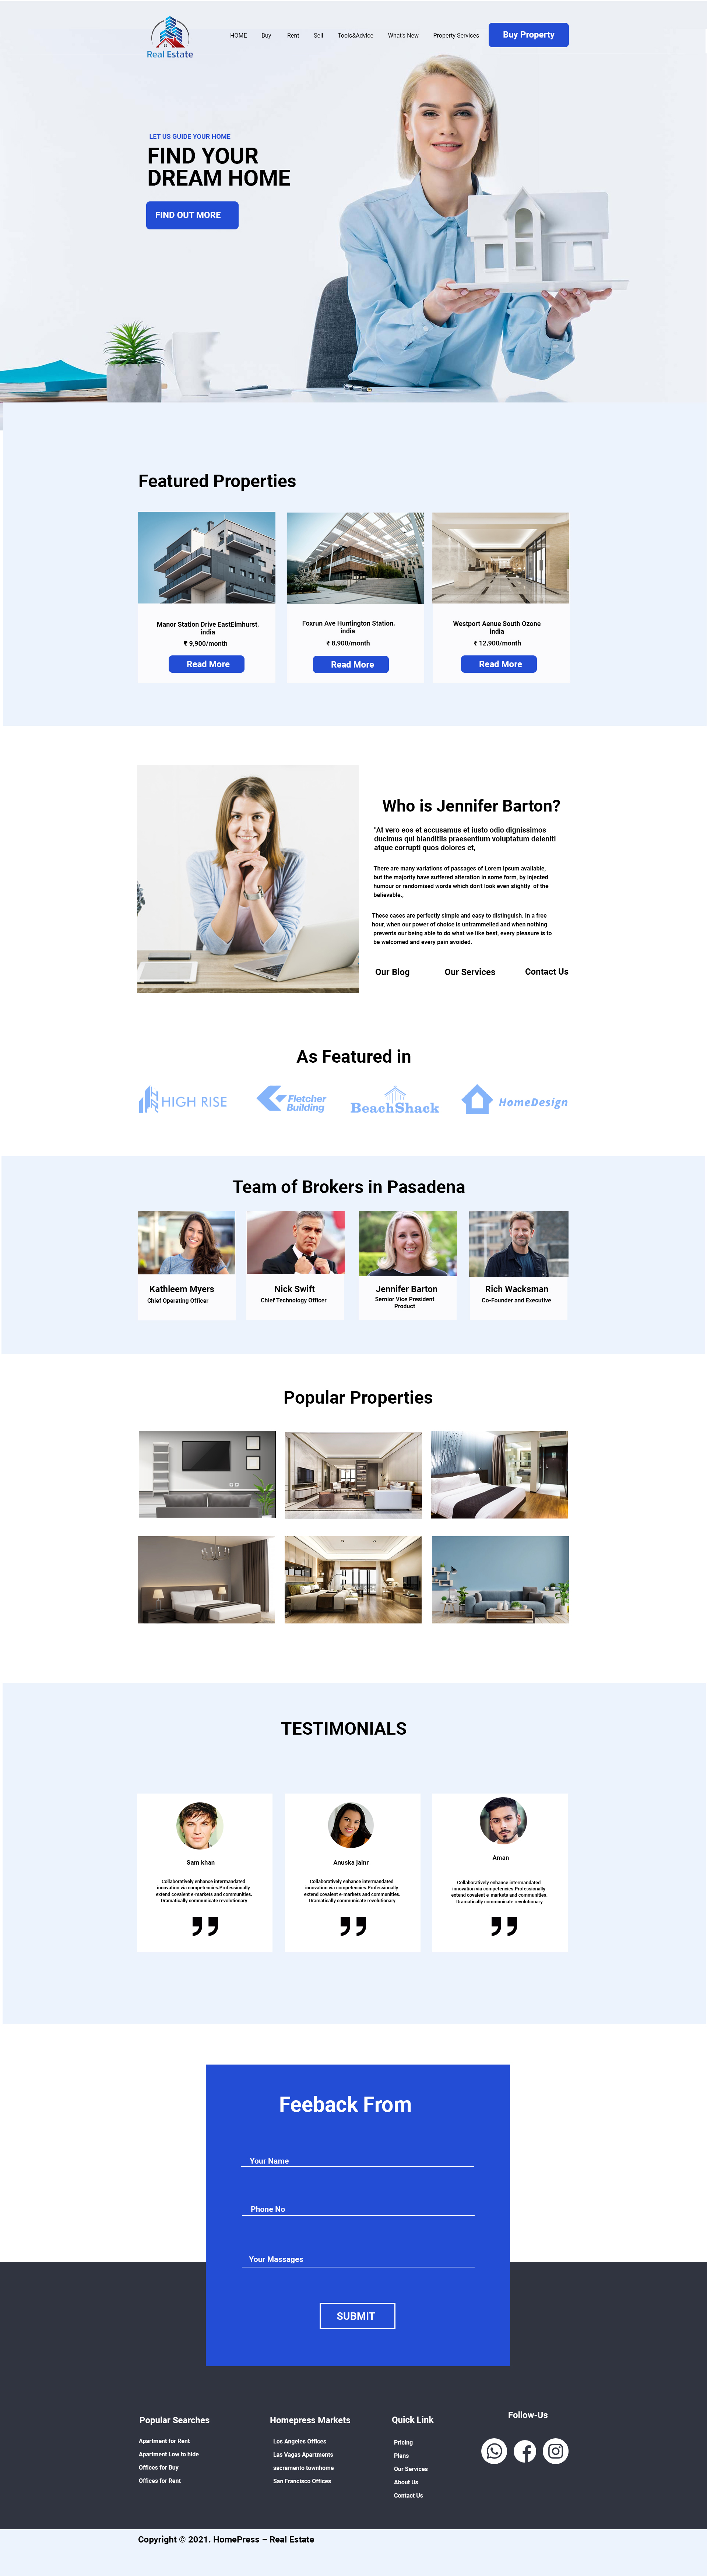 Real Estate
HOME
Buy
Rent
Sell
Tools&Advice
What's New
Property Services
Buy Property
LET US GUIDE YOUR HOME
FIND YOUR
DREAM HOME
FIND OUT MORE
Featured Properties
Manor Station Drive EastElmhurst,
india
₹ 9,900/month
Read More
Foxrun Ave Huntington Station,
india
₹ 8,900/month
Read More
Westport Aenue South Ozone
india
₹ 12,900/month
Read More
Who is Jennifer Barton?
"At vero eos et accusamus et iusto odio dignissimos
ducimus qui blanditiis praesentium voluptatum deleniti
atque corrupti quos dolores et,
There are many variations of passages of Lorem Ipsum available,
but the majority have suffered alteration in some form, by injected
humour or randomised words which don't look even slightly of the
believable.,
These cases are perfectly simple and easy to distinguish. In a free
hour, when our power of choice is untrammelled and when nothing
prevents our being able to do what we like best, every pleasure is to
be welcomed and every pain avoided.
Our Blog
Our Services
Contact Us
As Featured in
HIGH RISE
Fletcher
Building
BeachShack
HomeDesign
Team of Brokers in Pasadena
Kathleem Myers
Chief Operating Officer
Nick Swift
Chief Technology Officer
Jennifer Barton
Sernior Vice President
Product
Rich Wacksman
Co-Founder and Executive
Popular Properties
TESTIMONIALS
Sam khan
Collaboratively enhance intermandated
innovation via competencies.Professionally
extend covalent e-markets and communities.
Dramatically communicate revolutionary
Anuska jainr
Collaboratively enhance intermandated
innovation via competencies.Professionally
extend covalent e-markets and communities.
Dramatically communicate revolutionary
Aman
Collaboratively enhance intermandated
innovation via competencies.Professionally
extend covalent e-markets and communities.
Dramatically communicate revolutionary
Feeback From
Your Name
Phone No
Your Massages
SUBMIT
Popular Searches
Apartment for Rent
Apartment Low to hide
Offices for Buy
Offices for Rent
Homepress Markets
Los Angeles Offices
Las Vagas Apartments
sacramento townhome
San Francisco Offices
Quick Link
Pricing
Plans
Our Services
About Us
Contact Us
Follow-Us
Copyright © 2021. HomePress – Real Estate